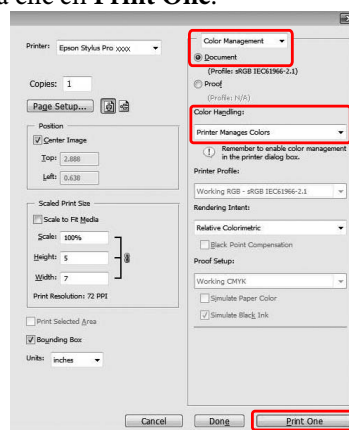 Print One.
Printer: Epson Stylus Pro xxxx
Copies: 1
Page Setup...
Position
Center Image
Top: 2.888
Left: 0.638
Scaled Print Size
Scale to Fit Media
Scale: 100%
Height: 5
Width: 7
Print Resolution: 72 PPI
Print Selected Area
Bounding Box
Units: inches
Color Management
Document
(Profile: sRGB IEC61966-2.1)
Proof
(Profile: N/A)
Color Handling:
Printer Manages Colors
Remember to enable color management
in the printer dialog box.
Printer Profile:
Working RGB - sRGB IEC61966-2.1
Rendering Intent:
Relative Colorimetric
Black Point Compensation
Proof Setup:
Working CMYK
Simulate Paper Color
Simulate Black Ink
Cancel
Done
Print One